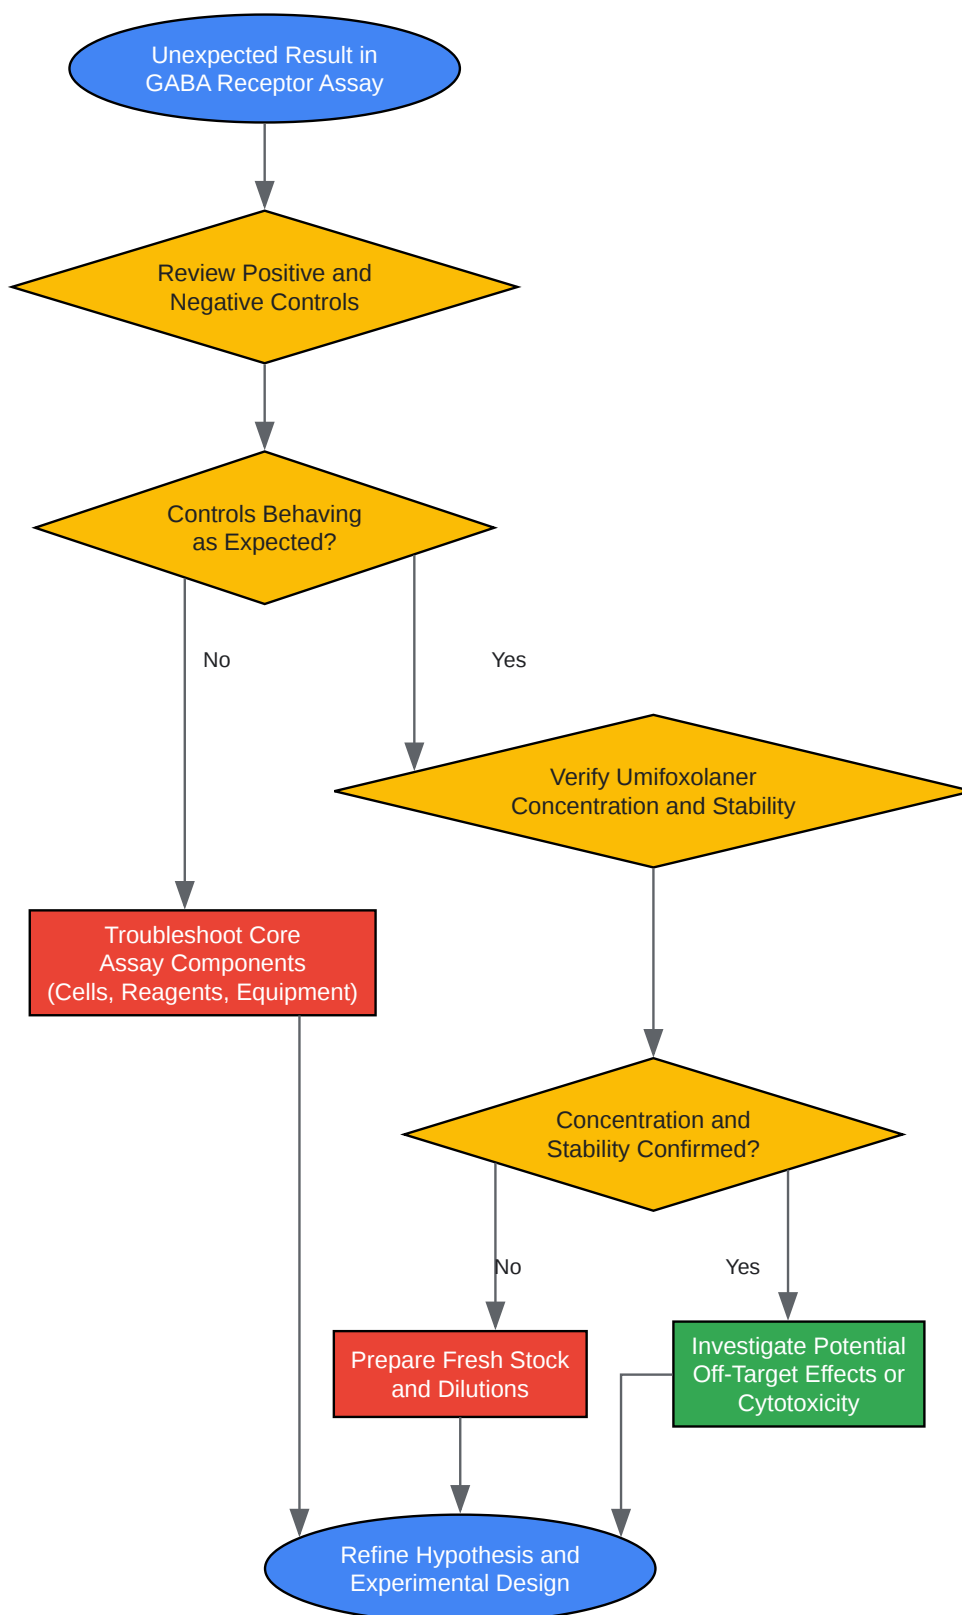 Unexpected Result in
GABA Receptor Assay
Review Positive and
Negative Controls
Controls Behaving
as Expected?
No
Yes
Verify Umifoxolaner
Concentration and Stability
Troubleshoot Core
Assay Components
(Cells, Reagents, Equipment)
Concentration and
Stability Confirmed?
No
Yes
Prepare Fresh Stock
and Dilutions
Investigate Potential
Off-Target Effects or
Cytotoxicity
Refine Hypothesis and
Experimental Design